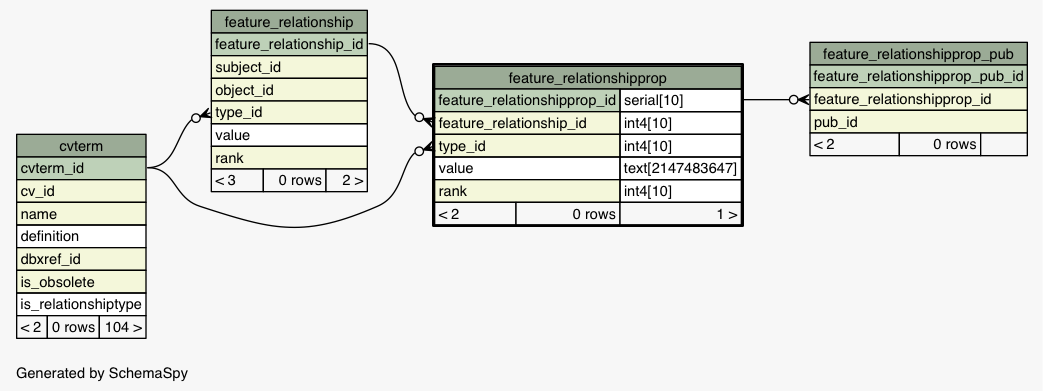 feature_relationship
feature_relationship_id
subject_id
object_id
type_id
value
rank
< 3 0 rows 2 >
cvterm
cvterm_id
cv_id
name
definition
dbxref_id
is_obsolete
is_relationshiptype
< 2 0 rows 104 >
feature_relationshipprop
feature_relationshipprop_id serial[10]
feature_relationship_id int4[10]
type_id int4[10]
value text[2147483647]
rank int4[10]
< 2 0 rows 1 >
feature_relationshipprop_pub
feature_relationshipprop_pub_id
feature_relationshipprop_id
pub_id
< 2 0 rows
Generated by SchemaSpy